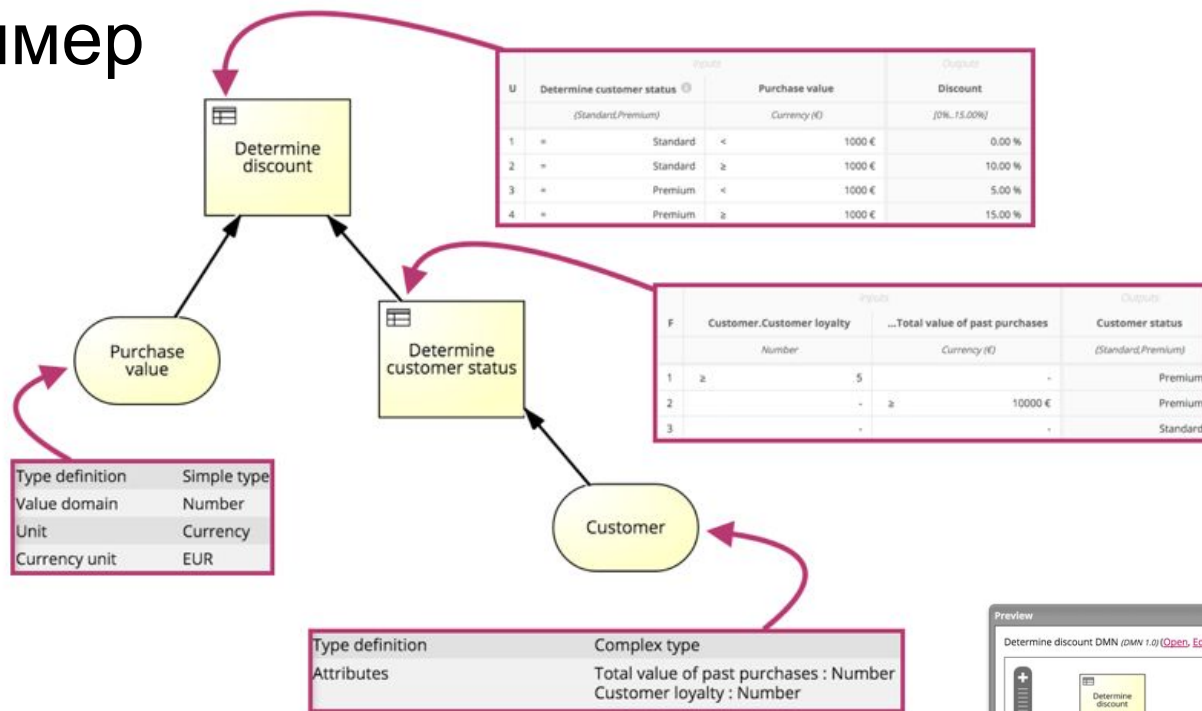 имер
Inputs Outputs
U Determine customer status Purchase value Discount
(Standard,Premium) Currency (€) [0%..15.00%]
1 = Standard < 1000 € 0.00 %
2 = Standard ≥ 1000 € 10.00 %
3 = Premium < 1000 € 5.00 %
4 = Premium ≥ 1000 € 15.00 %
Determine
discount
Inputs Outputs
F Customer.Customer loyalty ...Total value of past purchases Customer status
Number Currency (€) (Standard,Premium)
1 ≥ 5 - Premium
2 - ≥ 10000 € Premium
3 - - Standard
Determine
customer status
Purchase
value
Type definition Simple type
Value domain Number
Unit Currency
Currency unit EUR
Customer
Type definition Complex type
Attributes Total value of past purchases : Number
Customer loyalty : Number
Preview
Determine discount DMN (DMN 1.0) (Open, Ed
Determine
discount